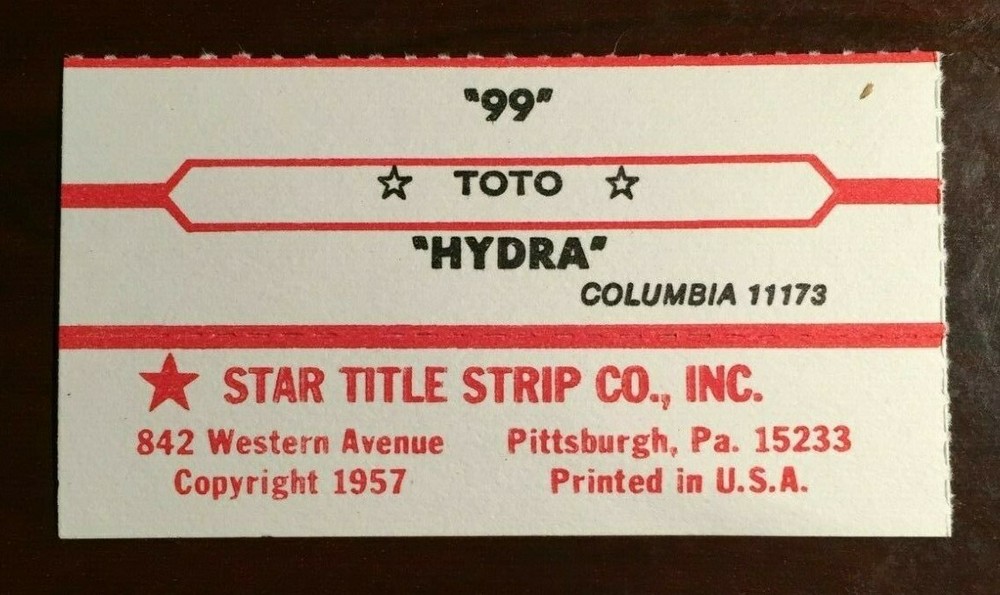 "99"
☆ TOTO ☆
"HYDRA"
COLUMBIA 11173
★ STAR TITLE STRIP CO., INC.
842 Western Avenue Pittsburgh, Pa. 15233
Copyright 1957 Printed in U.S.A.